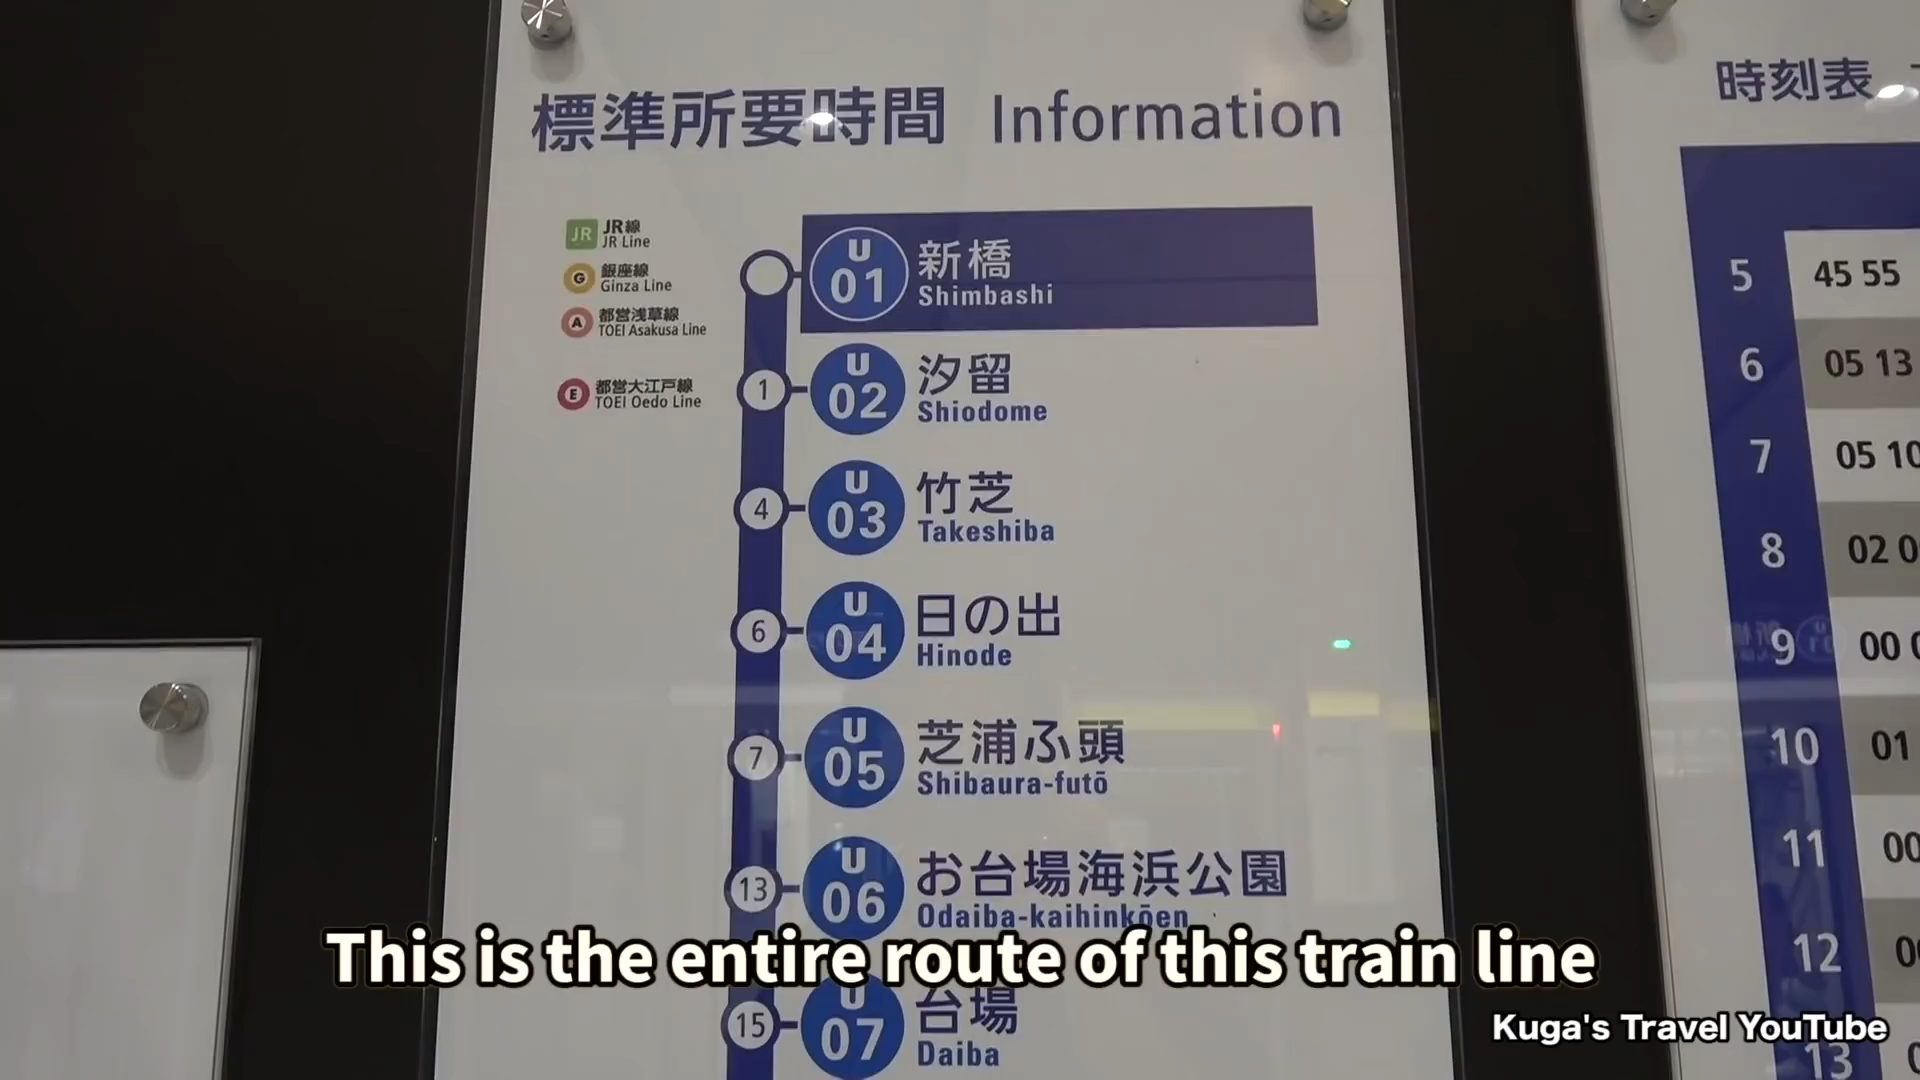 標準所要時間 Information
JR JR線
JR Line
G 銀座線
Ginza Line
A 都営浅草線
TOEI Asakusa Line
E 都営大江戸線
TOEI Oedo Line
U 01 新橋
Shimbashi
1 U 02 汐留
Shiodome
4 U 03 竹芝
Takeshiba
6 U 04 日の出
Hinode
7 U 05 芝浦ふ頭
Shibaura-futō
13 U 06 お台場海浜公園
Odaiba-kaihinkōen
15 U 07 台場
Daiba
時刻表
5 45 55
6 05 13
7 05 10
8 02
9 00
10 01
11 00
12
13
This is the entire route of this train line
Kuga's Travel YouTube